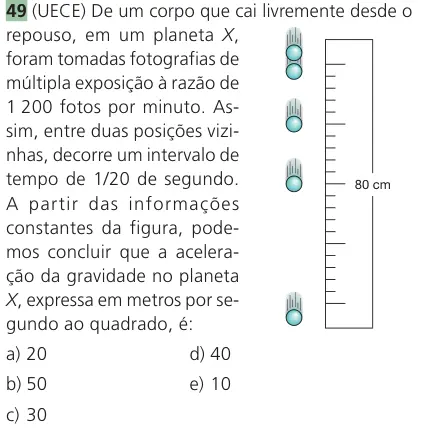 49 (UECE) De um corpo que cai livremente desde o
repouso, em um planeta X,
foram tomadas fotografias de
múltipla exposição à razão de
1 200 fotos por minuto. As-
sim, entre duas posições vizi-
nhas, decorre um intervalo de
tempo de 1/20 de segundo.
A partir das informações
constantes da figura, pode-
mos concluir que a acelera-
ção da gravidade no planeta
X, expressa em metros por se-
gundo ao quadrado, é:
a) 20
d) 40
b) 50
e) 10
c) 30
80 cm